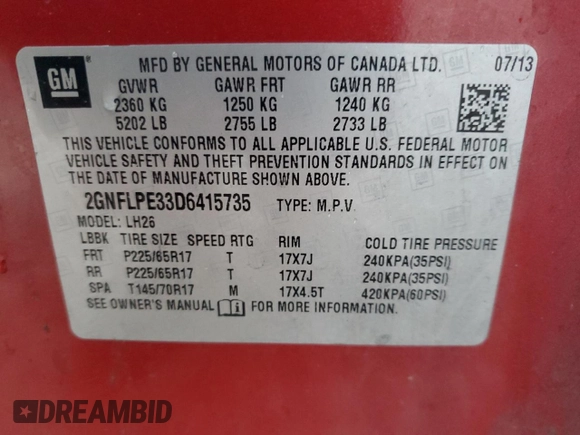 GM
MFD BY GENERAL MOTORS OF CANADA LTD. 07/13
GVWR GAWR FRT GAWR RR
2360 KG 1250 KG 1240 KG
5202 LB 2755 LB 2733 LB
THIS VEHICLE CONFORMS TO ALL APPLICABLE U.S. FEDERAL MOTOR
VEHICLE SAFETY AND THEFT PREVENTION STANDARDS IN EFFECT ON
THE DATE OF MANUFACTURE SHOWN ABOVE.
2GNFLPE33D6415735 TYPE: M.P.V
MODEL: LH26
LBBK TIRE SIZE SPEED RTG RIM COLD TIRE PRESSURE
FRT P225/65R17 T 17X7J 240KPA(35PSI)
RR P225/65R17 T 17X7J 240KPA(35PSI)
SPA T145/70R17 M 17X4.5T 420KPA(60PSI)
SEE OWNER'S MANUAL FOR MORE INFORMATION.
DREAMBID